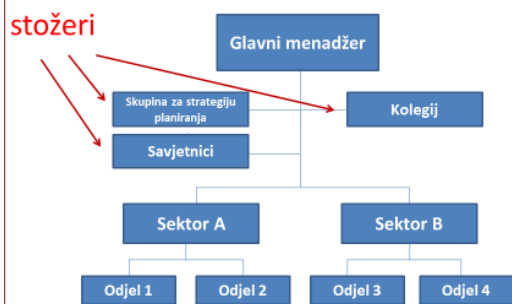 stožeri
Glavni menadžer
Skupina za strategiju
planiranja
Kolegij
Savjetnici
Sektor A
Sektor B
Odjel 1
Odjel 2
Odjel 3
Odjel 4